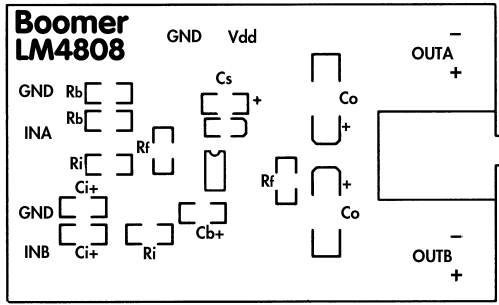 Boomer
LM4808
GND Vdd
OUTA
−
+
Cs
+
GND Rb
Rb
INA
Co
+
Rf
Ri
Ci+
Rf
+
Co
GND
Cb+
INB Ci+ Ri
−
OUTB
+